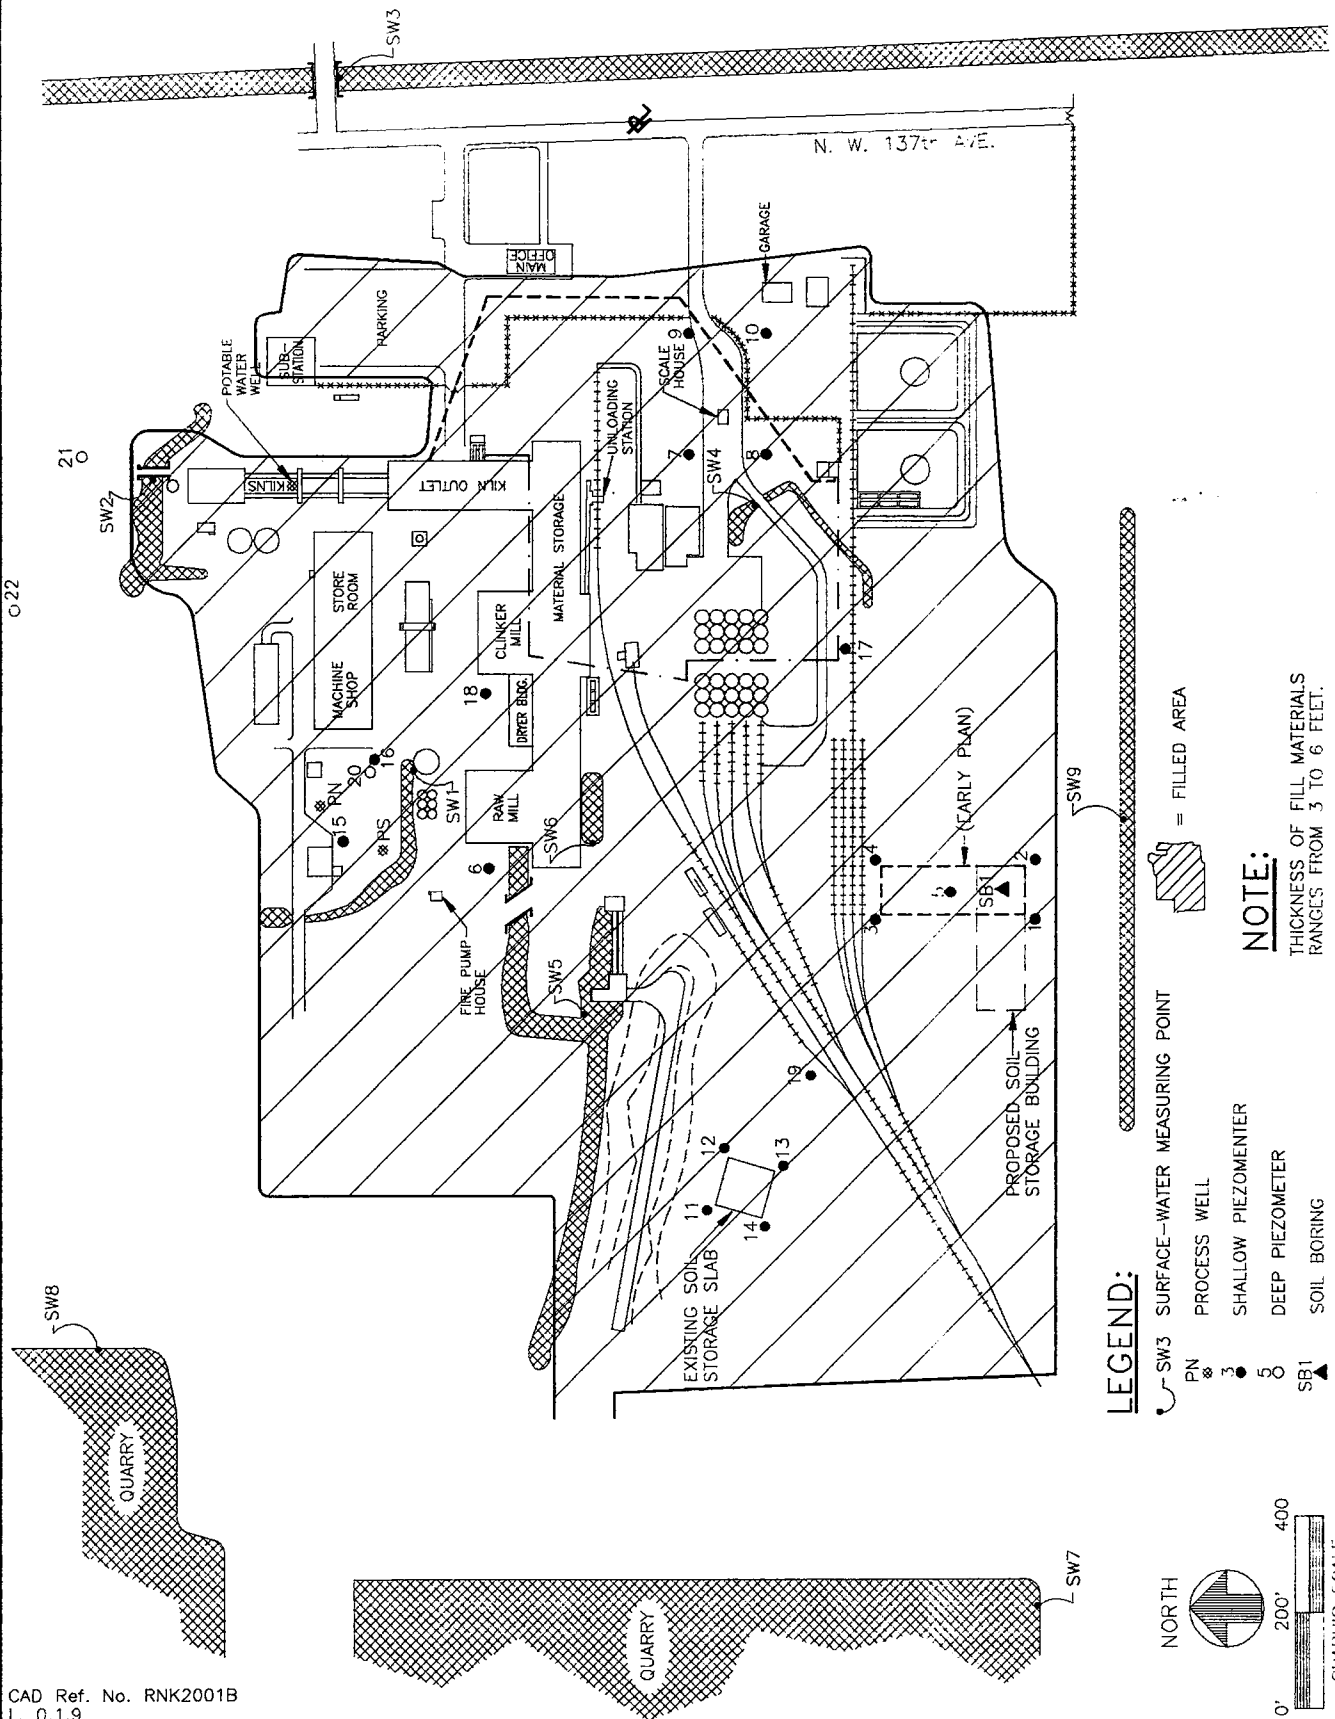 SW3
N. W. 137th AVE.
PL
GARAGE
MAIN
OFFICE
PARKING
SUB-
STATION
POTABLE
WATER
WELL
21
SW2
22
KILNS
KILN OUTLET
STORE
ROOM
MACHINE
SHOP
CLINKER
MILL
MATERIAL STORAGE
UNLOADING
STATION
SCALE
HOUSE
9
10
7
8
SW4
17
18
DRYER BLDG.
RAW
MILL
SW1
SW6
16
20
PN
15
PS
6
FIRE PUMP
HOUSE
SW5
19
12
13
11
14
EXISTING SOIL
STORAGE SLAB
PROPOSED SOIL
STORAGE BUILDING
(EARLY PLAN)
4
3
5
SB1
2
1
SW9
SW8
QUARRY
QUARRY
SW7
LEGEND:
SW3 SURFACE-WATER MEASURING POINT
PN PROCESS WELL
3 SHALLOW PIEZOMENTER
5 DEEP PIEZOMETER
SB1 SOIL BORING
= FILLED AREA
NOTE:
THICKNESS OF FILL MATERIALS
RANGES FROM 3 TO 6 FEET.
NORTH
0' 200' 400
CAD Ref. No. RNK2001B